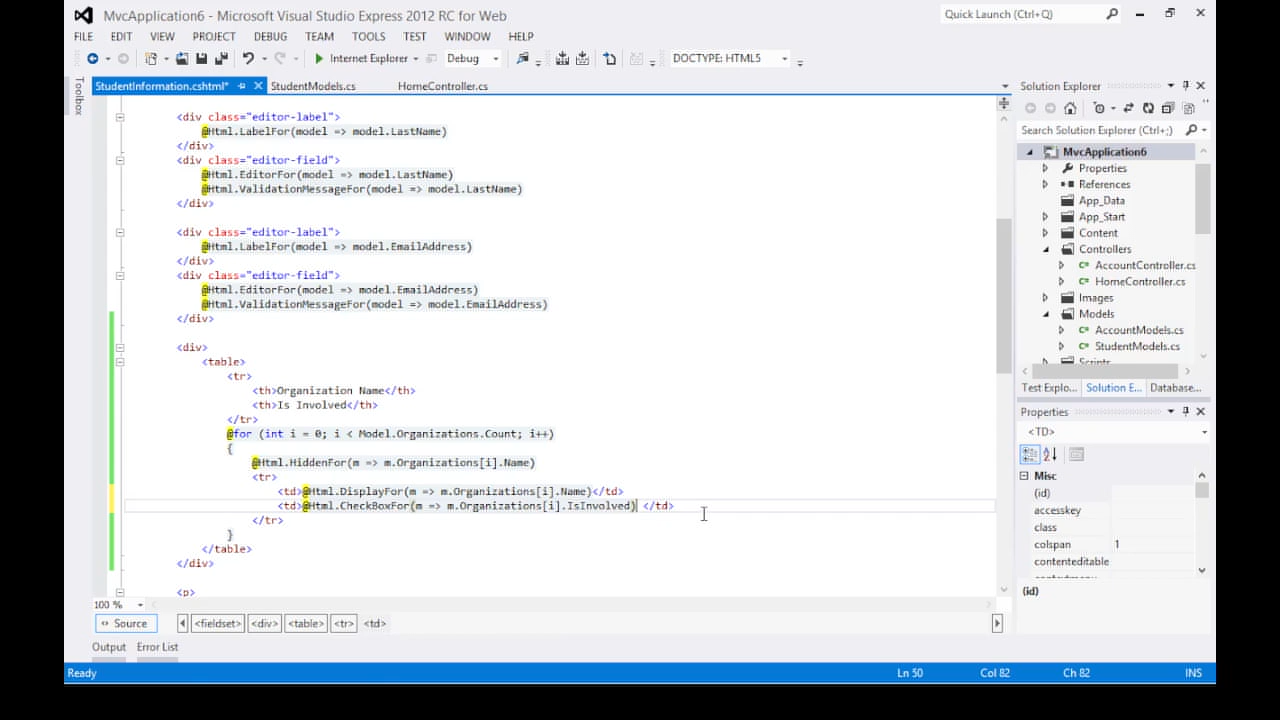 MvcApplication6 - Microsoft Visual Studio Express 2012 RC for Web
Quick Launch (Ctrl+Q)
FILE EDIT VIEW PROJECT DEBUG TEAM TOOLS TEST WINDOW HELP
Internet Explorer Debug DOCTYPE: HTML5
Toolbox
StudentInformation.cshtml* StudentModels.cs HomeController.cs
<div class="editor-label">
@Html.LabelFor(model => model.LastName)
</div>
<div class="editor-field">
@Html.EditorFor(model => model.LastName)
@Html.ValidationMessageFor(model => model.LastName)
</div>
<div class="editor-label">
@Html.LabelFor(model => model.EmailAddress)
</div>
<div class="editor-field">
@Html.EditorFor(model => model.EmailAddress)
@Html.ValidationMessageFor(model => model.EmailAddress)
</div>
<div>
<table>
<tr>
<th>Organization Name</th>
<th>Is Involved</th>
</tr>
@for (int i = 0; i < Model.Organizations.Count; i++)
{
@Html.HiddenFor(m => m.Organizations[i].Name)
<tr>
<td>@Html.DisplayFor(m => m.Organizations[i].Name)</td>
<td>@Html.CheckBoxFor(m => m.Organizations[i].IsInvolved) </td>
</tr>
}
</table>
</div>
<p>
100 %
Source <fieldset> <div> <table> <tr> <td>
Output Error List
Ready Ln 50 Col 82 Ch 82 INS
Solution Explorer
Search Solution Explorer (Ctrl+;)
MvcApplication6
Properties
References
App_Data
App_Start
Content
Controllers
AccountController.cs
HomeController.cs
Images
Models
AccountModels.cs
StudentModels.cs
Scripts
Test Explo... Solution E... Database...
Properties
<TD>
Misc
(id)
accesskey
class
colspan 1
contenteditable
(id)